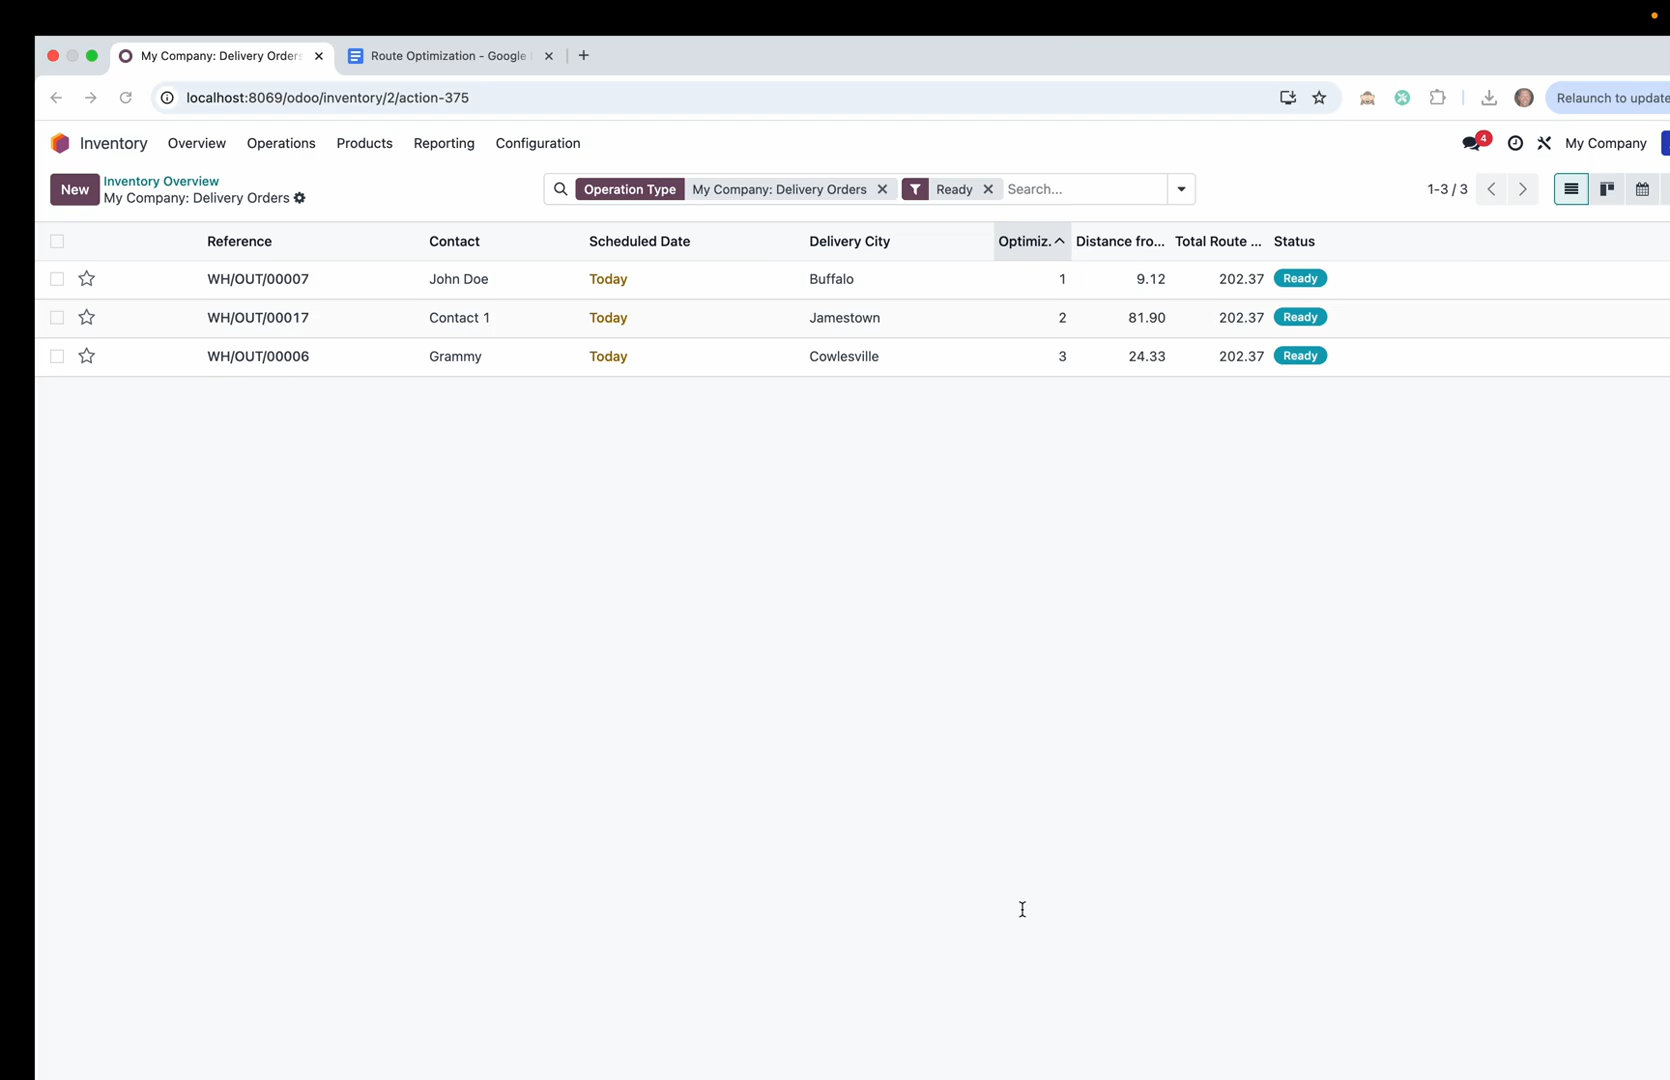 My Company: Delivery Orders
Route Optimization - Google
localhost:8069/odoo/inventory/2/action-375
Relaunch to update
Inventory
Overview
Operations
Products
Reporting
Configuration
4
My Company
New
Inventory Overview
My Company: Delivery Orders
Operation Type My Company: Delivery Orders
Ready
Search...
1-3 / 3
Reference Contact Scheduled Date Delivery City Optimiz. Distance fro... Total Route ... Status
WH/OUT/00007 John Doe Today Buffalo 1 9.12 202.37 Ready
WH/OUT/00017 Contact 1 Today Jamestown 2 81.90 202.37 Ready
WH/OUT/00006 Grammy Today Cowlesville 3 24.33 202.37 Ready